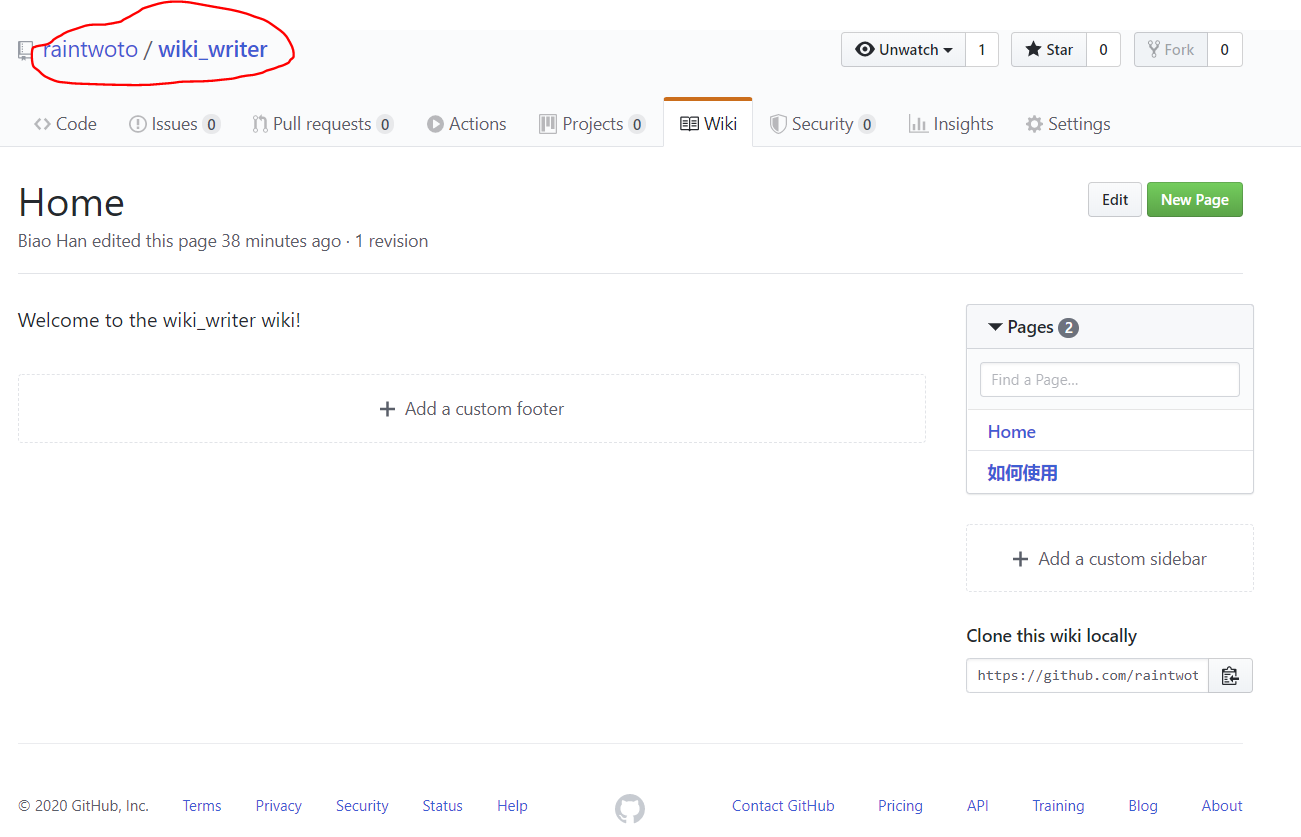 raintwoto / wiki_writer
Unwatch 1 Star 0 Fork 0
Code Issues 0 Pull requests 0 Actions Projects 0 Wiki Security 0 Insights Settings
Home
Edit New Page
Biao Han edited this page 38 minutes ago · 1 revision
Welcome to the wiki_writer wiki!
Add a custom footer
Pages 2
Find a Page...
Home
如何使用
Add a custom sidebar
Clone this wiki locally
https://github.com/raintwot
© 2020 GitHub, Inc. Terms Privacy Security Status Help Contact GitHub Pricing API Training Blog About